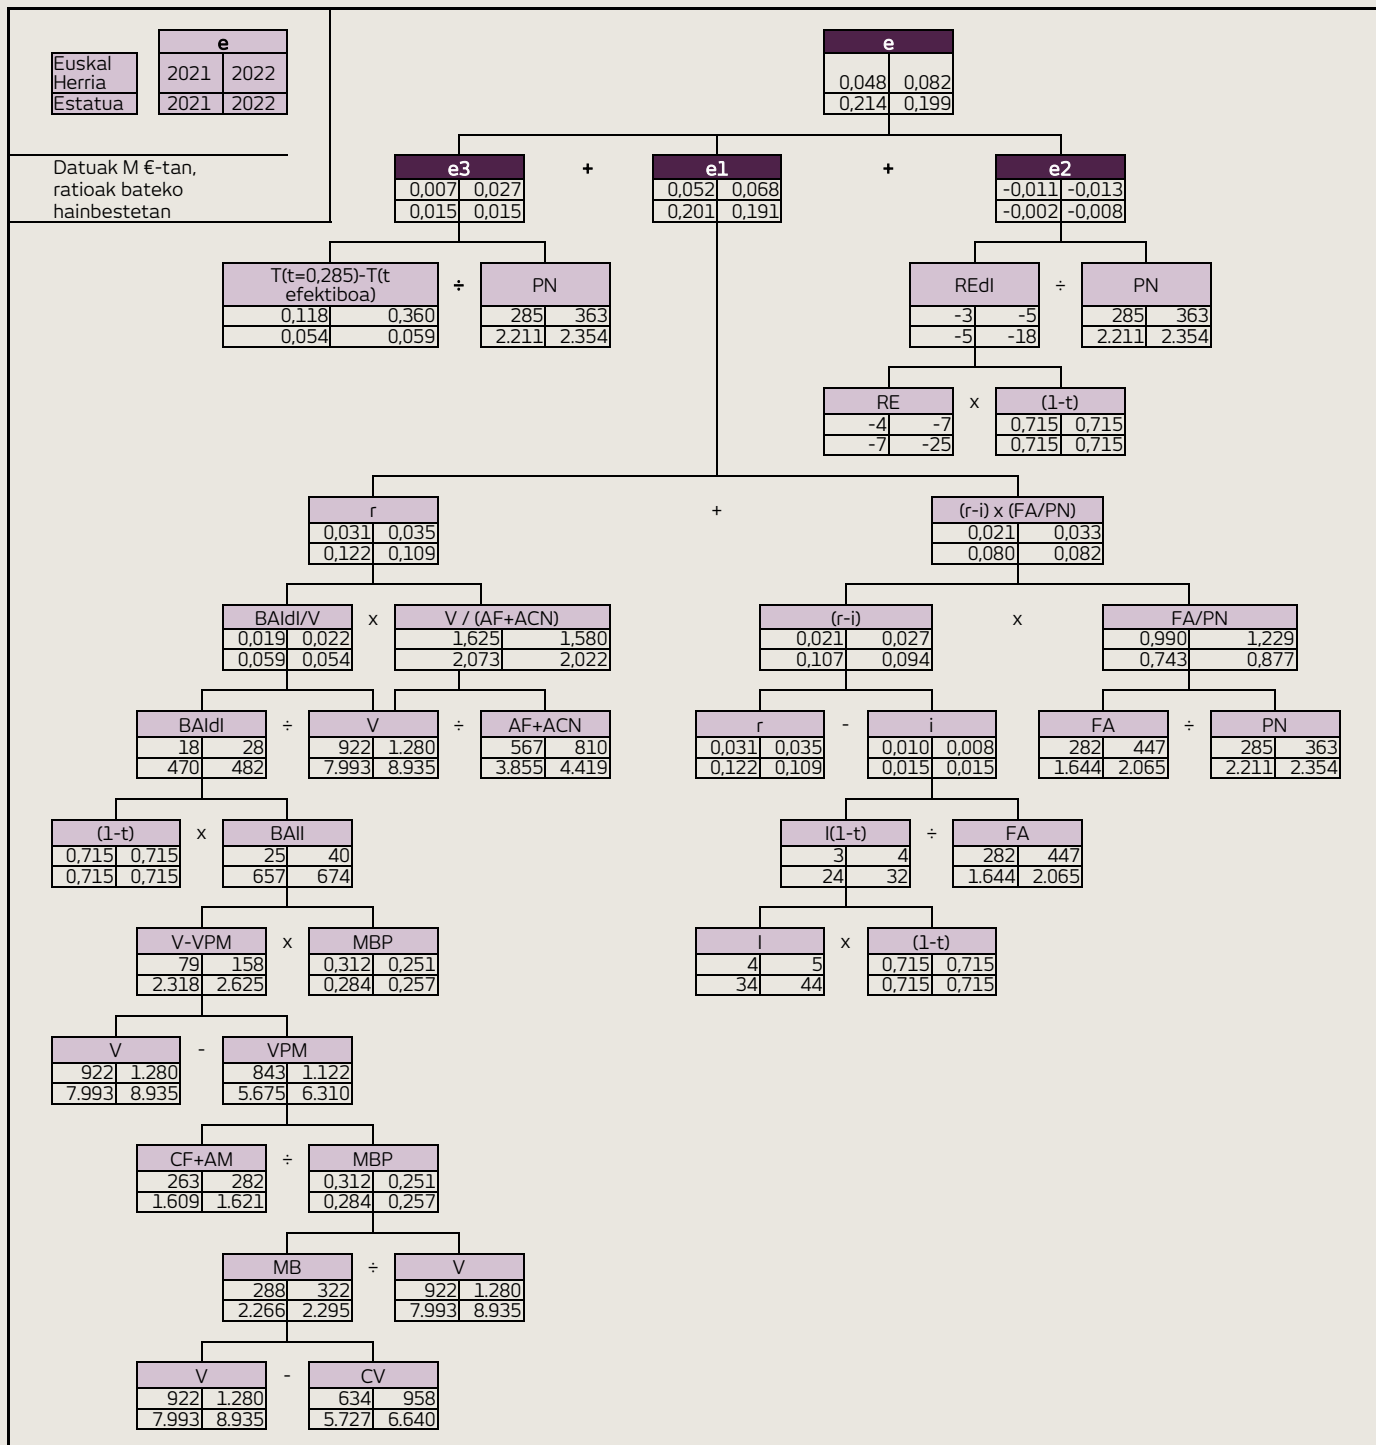 e
Euskal
Herria
2021 2022
Estatua
2021 2022
Datuak M €-tan,
ratioak bateko
hainbestetan
e
0,048 0,082
0,214 0,199
e3 + e1 + e2
0,007 0,027 0,052 0,068 -0,011 -0,013
0,015 0,015 0,201 0,191 -0,002 -0,008
T(t=0,285)-T(t
efektiboa)
÷ PN REdI ÷ PN
0,118 0,360 285 363 -3 -5 285 363
0,054 0,059 2.211 2.354 -5 -18 2.211 2.354
RE x (1-t)
-4 -7 0,715 0,715
-7 -25 0,715 0,715
r + (r-i) x (FA/PN)
0,031 0,035 0,021 0,033
0,122 0,109 0,080 0,082
BAIdI/V x V / (AF+ACN) (r-i) x FA/PN
0,019 0,022 1,625 1,580 0,021 0,027 0,990 1,229
0,059 0,054 2,073 2,022 0,107 0,094 0,743 0,877
BAIdI ÷ V ÷ AF+ACN r - i FA ÷ PN
18 28 922 1.280 567 810 0,031 0,035 0,010 0,008 282 447 285 363
470 482 7.993 8.935 3.855 4.419 0,122 0,109 0,015 0,015 1.644 2.065 2.211 2.354
(1-t) x BAII I(1-t) ÷ FA
0,715 0,715 25 40 3 4 282 447
0,715 0,715 657 674 24 32 1.644 2.065
V-VPM x MBP I x (1-t)
79 158 0,312 0,251 4 5 0,715 0,715
2.318 2.625 0,284 0,257 34 44 0,715 0,715
V - VPM
922 1.280 843 1.122
7.993 8.935 5.675 6.310
CF+AM ÷ MBP
263 282 0,312 0,251
1.609 1.621 0,284 0,257
MB ÷ V
288 322 922 1.280
2.266 2.295 7.993 8.935
V - CV
922 1.280 634 958
7.993 8.935 5.727 6.640